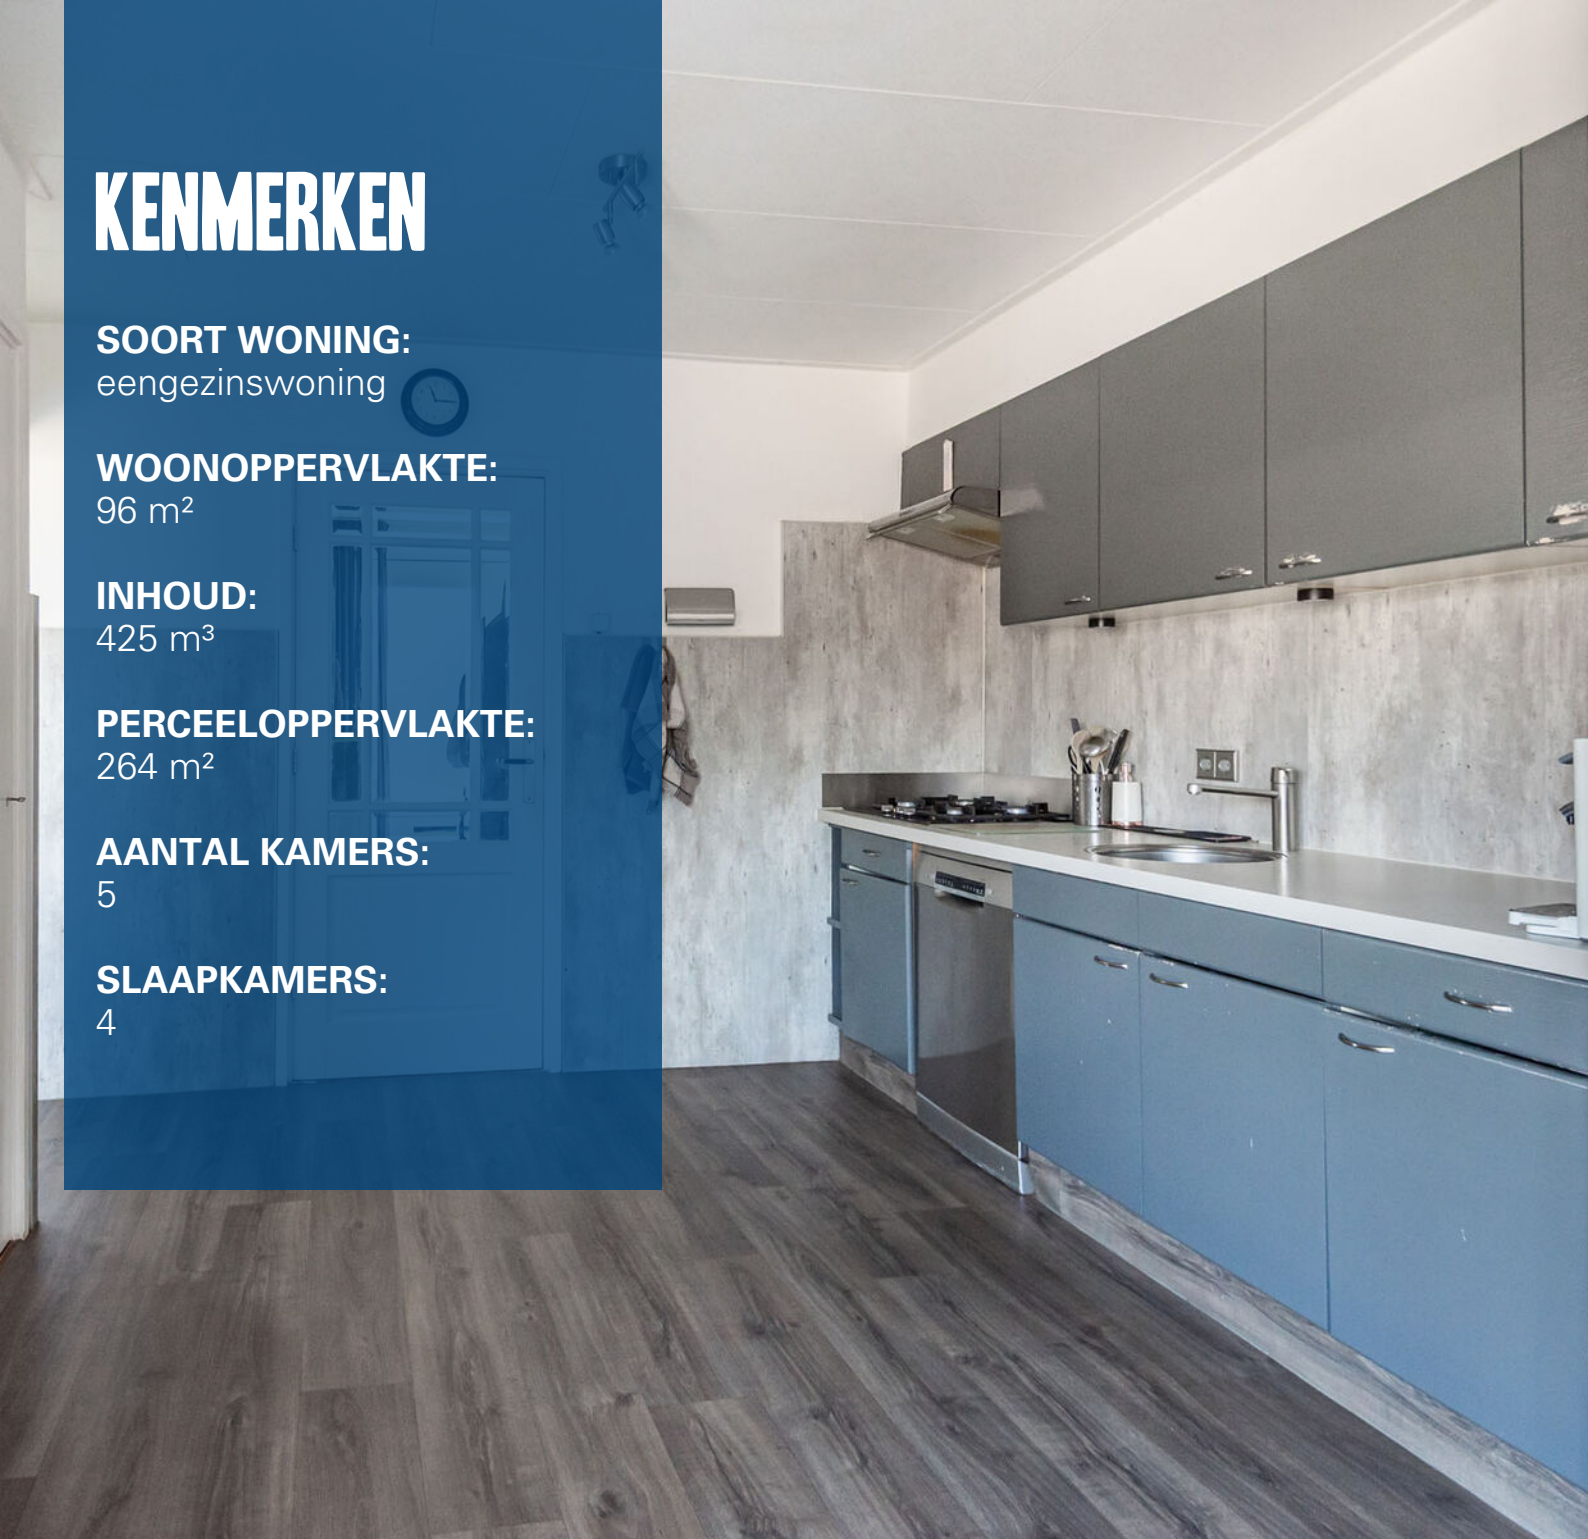 KENMERKEN
SOORT WONING:
eengezinswoning
WOONOPPERVLAKTE:
96 m²
INHOUD:
425 m³
PERCEELOPPERVLAKTE:
264 m²
AANTAL KAMERS:
5
SLAAPKAMERS:
4